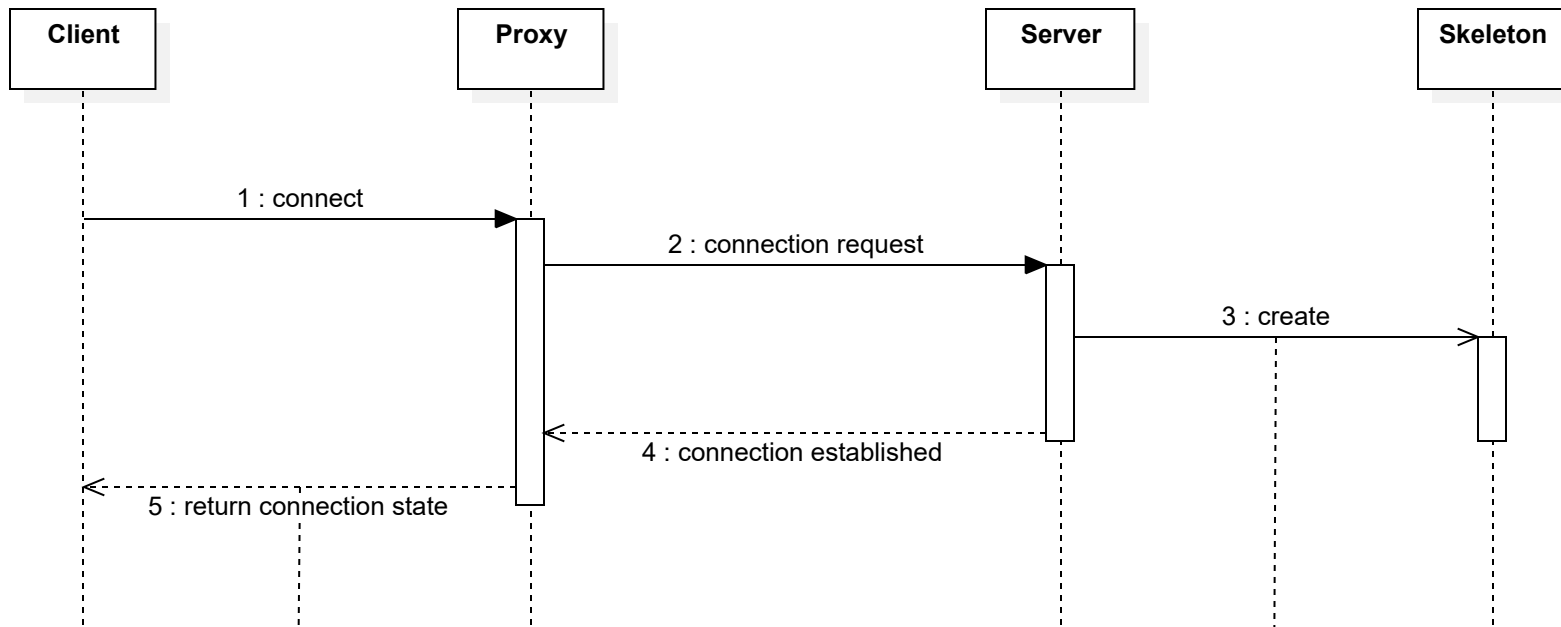 Client
Proxy
Server
Skeleton
1 : connect
2 : connection request
3 : create
4 : connection established
5 : return connection state